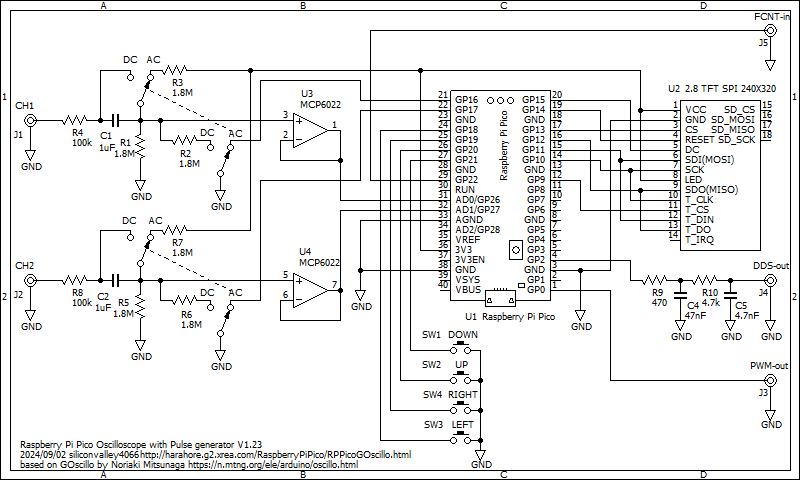 A B C D
FCNT-in
J5
U2 2.8 TFT SPI 240X320
DC AC
R3
1.8M
U3
MCP6022
CH1
J1
GND
R4
100k
C1
1uF
R1
1.8M
GND
R2
1.8M
DC AC
GND
3
2
1
1
1
21 GP16 GP15 20
22 GP17 GP14 19
23 GND GND 18
24 GP18 GP13 17
25 GP19 GP12 16
26 GP20 GP11 15
27 GP21 GP10 14
28 GND GND 13
29 GP22 GP9 12
30 RUN GP8 11
31 AD0/GP26 GP7 10
32 AD1/GP27 GP6 9
33 AGND GND 8
34 AD2/GP28 GP5 7
35 VREF GP4 6
36 3V3 GP3 5
37 3V3EN GP2 4
38 GND GND 3
39 VSYS GP1 2
40 VBUS GP0 1
Raspberry Pi Pico
U1 Raspberry Pi Pico
GND
GND
GND
1 VCC SD_CS 15
2 GND SD_MOSI 16
3 CS SD_MISO 17
4 RESET SD_SCK 18
5 DC
6 SDI(MOSI)
7 SCK
8 LED
9 SDO(MISO)
10 T_CLK
11 T_CS
12 T_DIN
13 T_DO
14 T_IRQ
DC AC
R7
1.8M
U4
MCP6022
CH2
J2
GND
R8
100k
C2
1uF
R5
1.8M
GND
R6
1.8M
DC AC
GND
5
6
7
2
2
DDS-out
J4
R9
470
R10
4.7k
C4
47nF
C5
4.7nF
GND
GND
GND
SW1 DOWN
SW2 UP
SW4 RIGHT
SW3 LEFT
GND
PWM-out
J3
GND
Raspberry Pi Pico Oscilloscope with Pulse generator V1.23
2024/09/02 siliconvalley4066http://harahore.g2.xrea.com/RaspberryPiPico/RPPicoGOscillo.html
based on GOscillo by Noriaki Mitsunaga https://n.mtng.org/ele/arduino/oscillo.html
A B C D